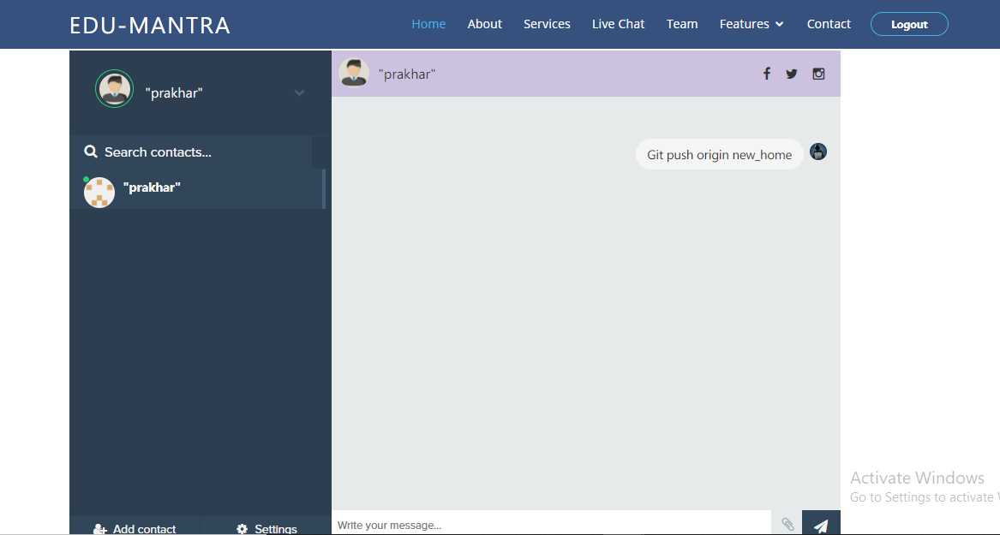 EDU-MANTRA
Home About Services Live Chat Team Features Contact Logout
"prakhar"
"prakhar"
Search contacts...
"prakhar"
Git push origin new_home
Activate Windows
Go to Settings to activate
Add contact Settings
Write your message...